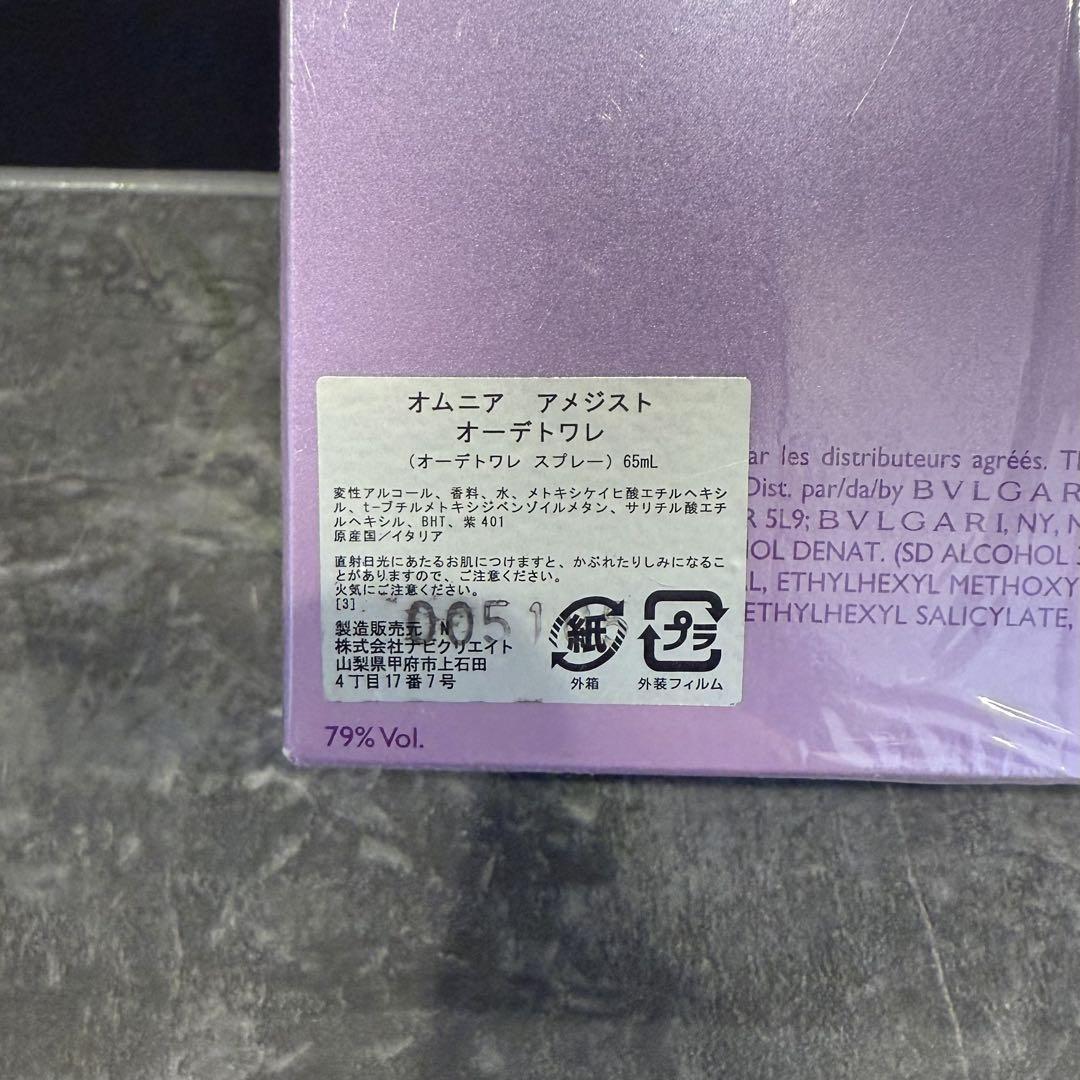 オムニア アメジスト
オーデトワレ
(オーデトワレ スプレー) 65mL
変性アルコール、香料、水、メトキシケイヒ酸エチルヘキシ
ル、t-ブチルメトキシジベンゾイルメタン、サリチル酸エチ
ルヘキシル、BHT、紫401
原産国/イタリア
直射日光にあたるお肌につけますと、かぶれたりしみになるこ
とがありますので、ご注意ください。
火気にご注意ください。
[3]
製造販売元 N
株式会社ナビクリエイト
山梨県甲府市上石田
4丁目17番7号
紙
外箱
プラ
外装フィルム
ar les distributeurs agréés.
Dist. par/da/by BVLGAR
R 5L9; BVLGARI, NY,
OL DENAT. (SD ALCOHOL
ETHYLHEXYL METHOXY
ETHYLHEXYL SALICYLATE,
79% Vol.